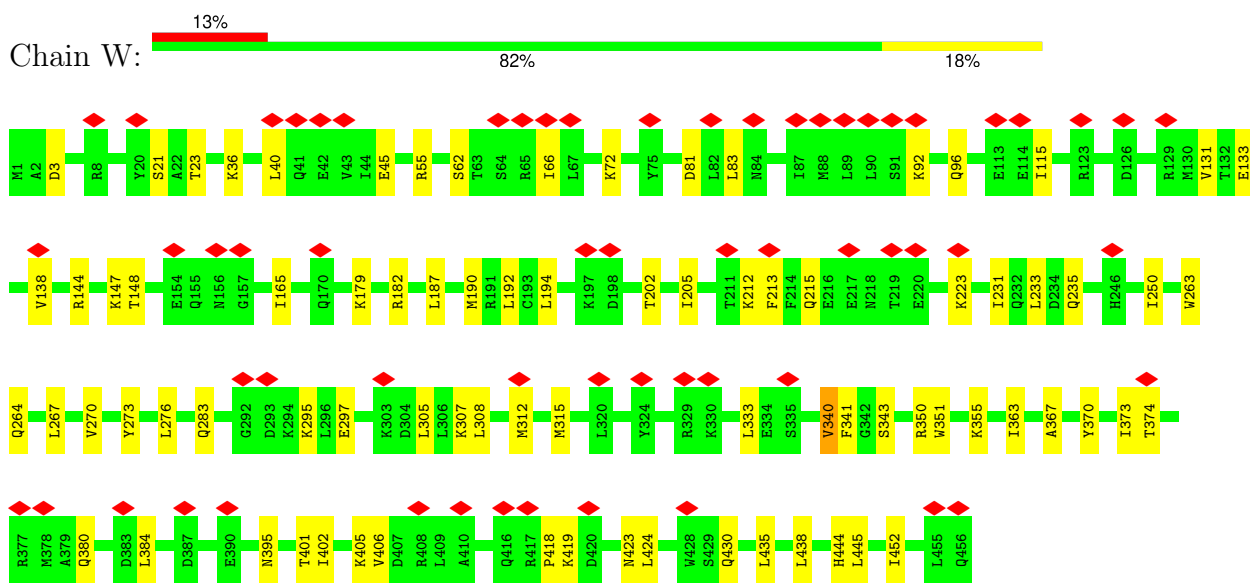 13%
Chain W:
82% 18%
M1 A2 D3 R8 Y20 S21 A22 T23 K36 L40 Q41 E42 V43 I44 E45 R55 S62 T63 S64 R65 I66 L67 K72 Y75 D81 L82 L83 N84 I87 M88 L89 L90 S91 K92 Q96 E113 E114 I115 R123 D126 R129 M130 V131 T132 E133
V138 R144 K147 T148 E154 Q155 N156 G157 I165 Q170 K179 R182 L187 M190 R191 L192 C193 L194 K197 D198 T202 I205 T211 K212 F213 F214 Q215 E216 E217 N218 T219 E220 K223 I231 Q232 L233 D234 Q235 H246 I250 W263
Q264 L267 V270 Y273 L276 Q283 G292 D293 K294 K295 L296 E297 K303 D304 L305 L306 K307 L308 M312 M315 L320 Y324 R329 K330 L333 E334 S335 V340 F341 G342 S343 R350 W351 K355 I363 A367 Y370 I373 T374
R377 M378 A379 Q380 D383 L384 D387 E390 N395 T401 I402 K405 V406 D407 R408 L409 A410 Q416 R417 P418 K419 D420 N423 L424 W428 S429 Q430 L435 L438 H444 L445 I452 L455 Q456